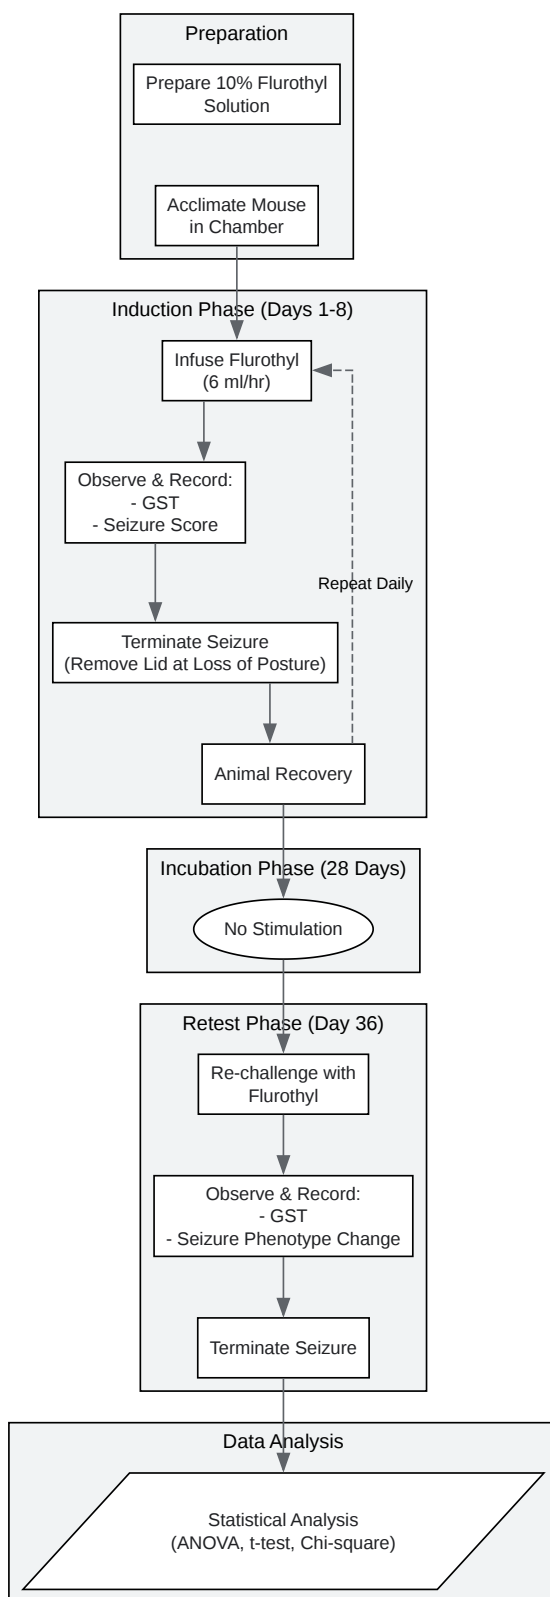 Preparation
Prepare 10% Flurothyl
Solution
Acclimate Mouse
in Chamber
Induction Phase (Days 1-8)
Infuse Flurothyl
(6 ml/hr)
Observe & Record:
- GST
- Seizure Score
Repeat Daily
Terminate Seizure
(Remove Lid at Loss of Posture)
Animal Recovery
Incubation Phase (28 Days)
No Stimulation
Retest Phase (Day 36)
Re-challenge with
Flurothyl
Observe & Record:
- GST
- Seizure Phenotype Change
Terminate Seizure
Data Analysis
Statistical Analysis
(ANOVA, t-test, Chi-square)